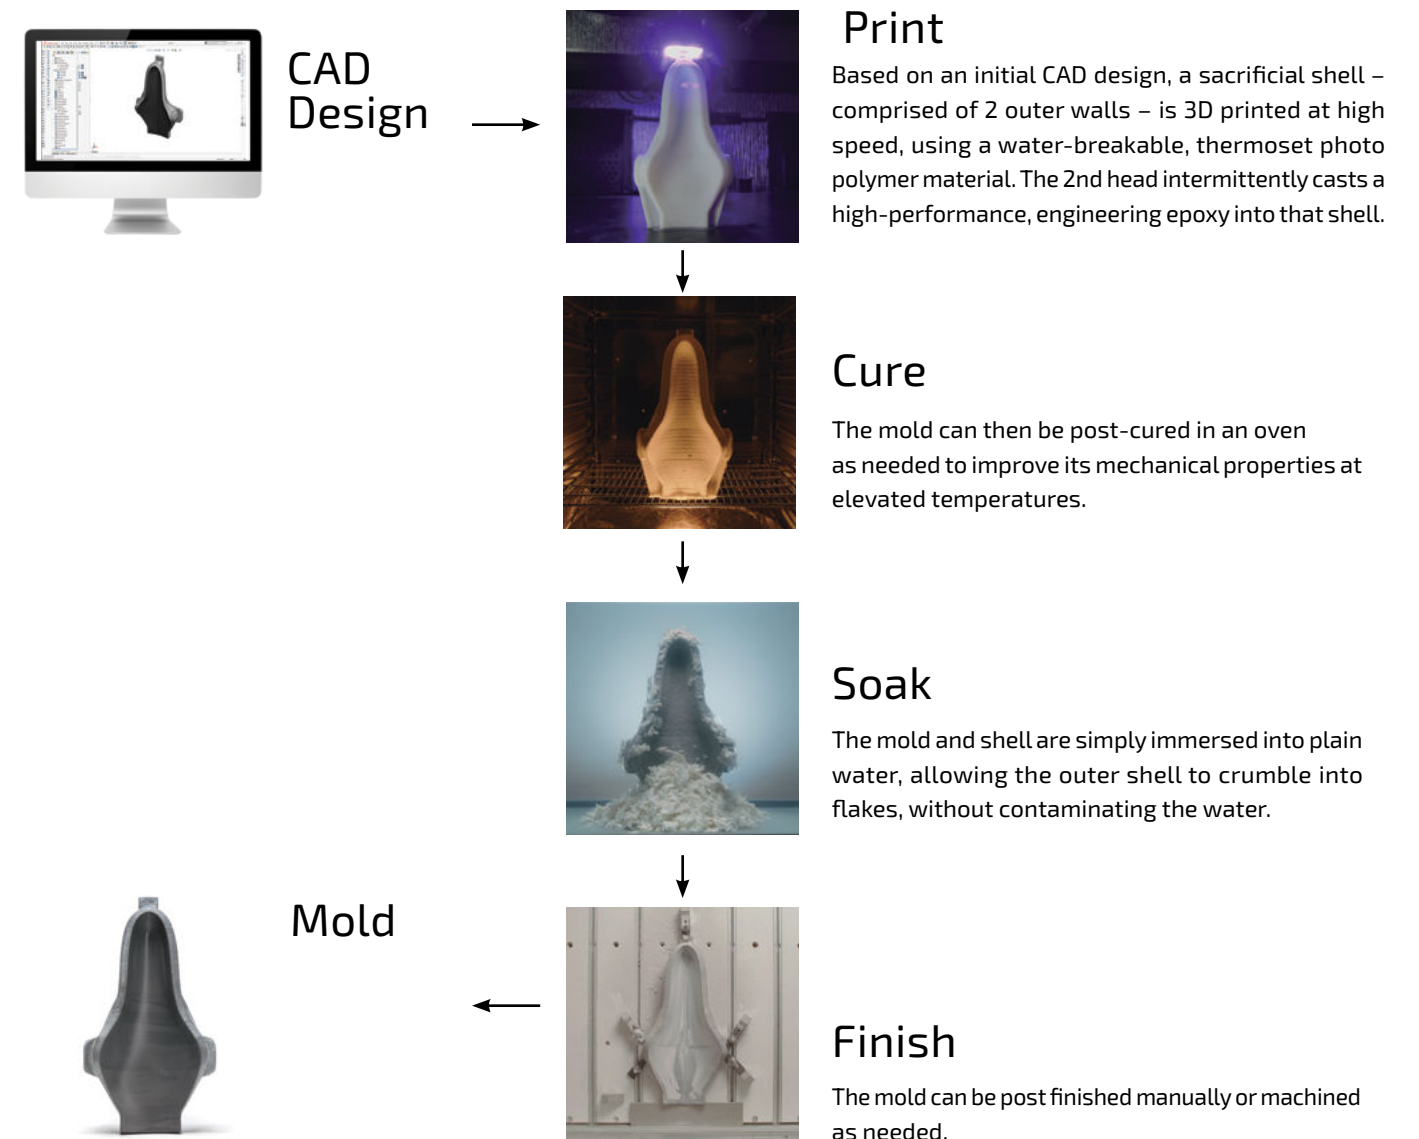 CAD
Design
Print
Based on an initial CAD design, a sacrificial shell –
comprised of 2 outer walls – is 3D printed at high
speed, using a water-breakable, thermoset photo
polymer material. The 2nd head intermittently casts a
high-performance, engineering epoxy into that shell.
Cure
The mold can then be post-cured in an oven
as needed to improve its mechanical properties at
elevated temperatures.
Soak
The mold and shell are simply immersed into plain
water, allowing the outer shell to crumble into
flakes, without contaminating the water.
Finish
The mold can be post finished manually or machined
as needed.
Mold